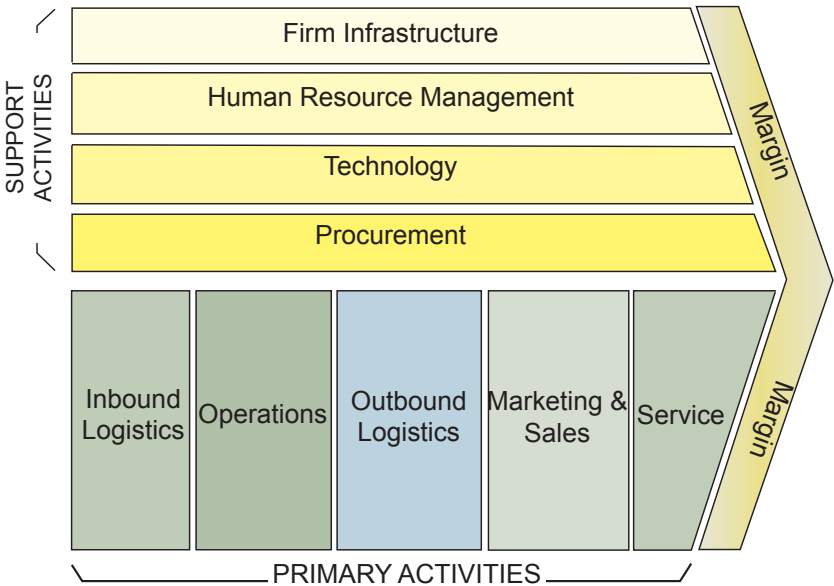 SUPPORT
ACTIVITIES
Firm Infrastructure
Human Resource Management
Technology
Procurement
Margin
Inbound
Logistics
Operations
Outbound
Logistics
Marketing &
Sales
Service
Margin
PRIMARY ACTIVITIES